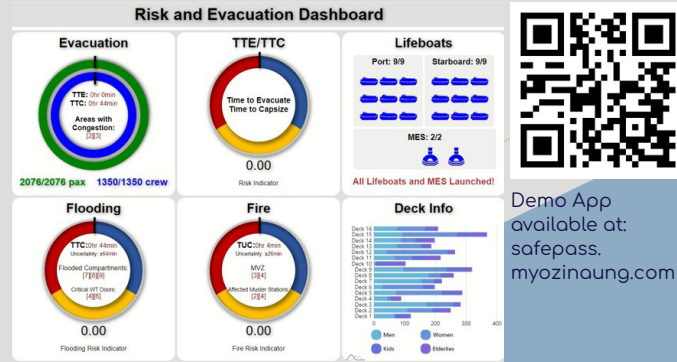 Risk and Evacuation Dashboard
Evacuation
TTE: 0hr 0min
TTC: 0hr 44min
Areas with
Congestion:
[2][3]
2076/2076 pax 1350/1350 crew
TTE/TTC
Time to Evacuate
Time to Capsize
0.00
Risk Indicator
Lifeboats
Port: 9/9 Starboard: 9/9
MES: 2/2
All Lifeboats and MES Launched!
Flooding
TTC:0hr 44min
Uncertainty: ±64min
Flooded Compartments:
[7][8][9]
Critical WT Doors:
[4][6]
0.00
Flooding Risk Indicator
Fire
TUC:0hr 4min
Uncertainty: ±26min
MVZ:
[3][4]
Affected Muster Stations:
[2][4]
0.00
Fire Risk Indicator
Deck Info
Deck 16
Deck 15
Deck 14
Deck 13
Deck 12
Deck 11
Deck 10
Deck 9
Deck 8
Deck 7
Deck 6
Deck 5
Deck 4
Deck 3
Deck 2
Deck 1
0 100 200 300 400
Men Women
Kids Elderlies
Demo App
available at:
safepass.
myozinaung.com